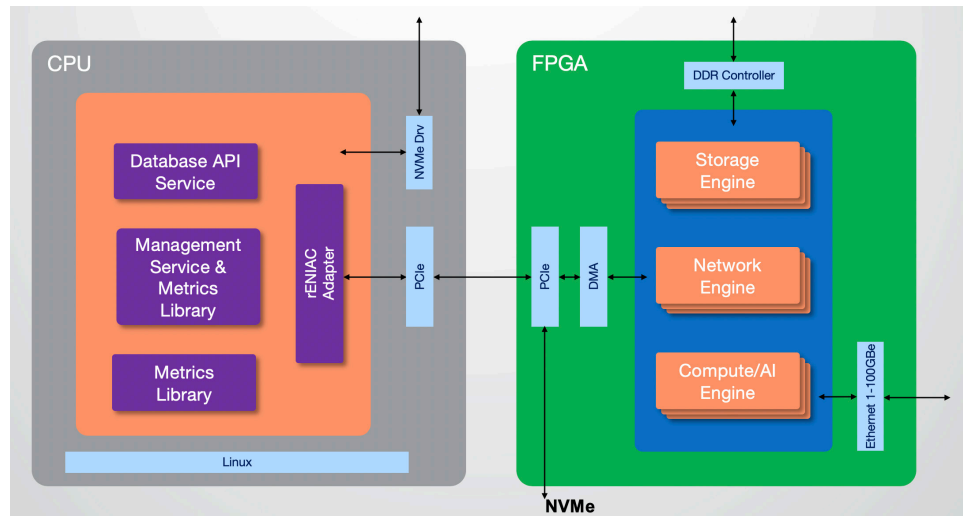 CPU
Database API
Service
Management
Service &
Metrics
Library
Metrics
Library
rENIAC
Adapter
NVMe Drv
PCIe
Linux
FPGA
DDR Controller
PCIe
DMA
Storage
Engine
Network
Engine
Compute/AI
Engine
Ethernet 1-100GBe
NVMe